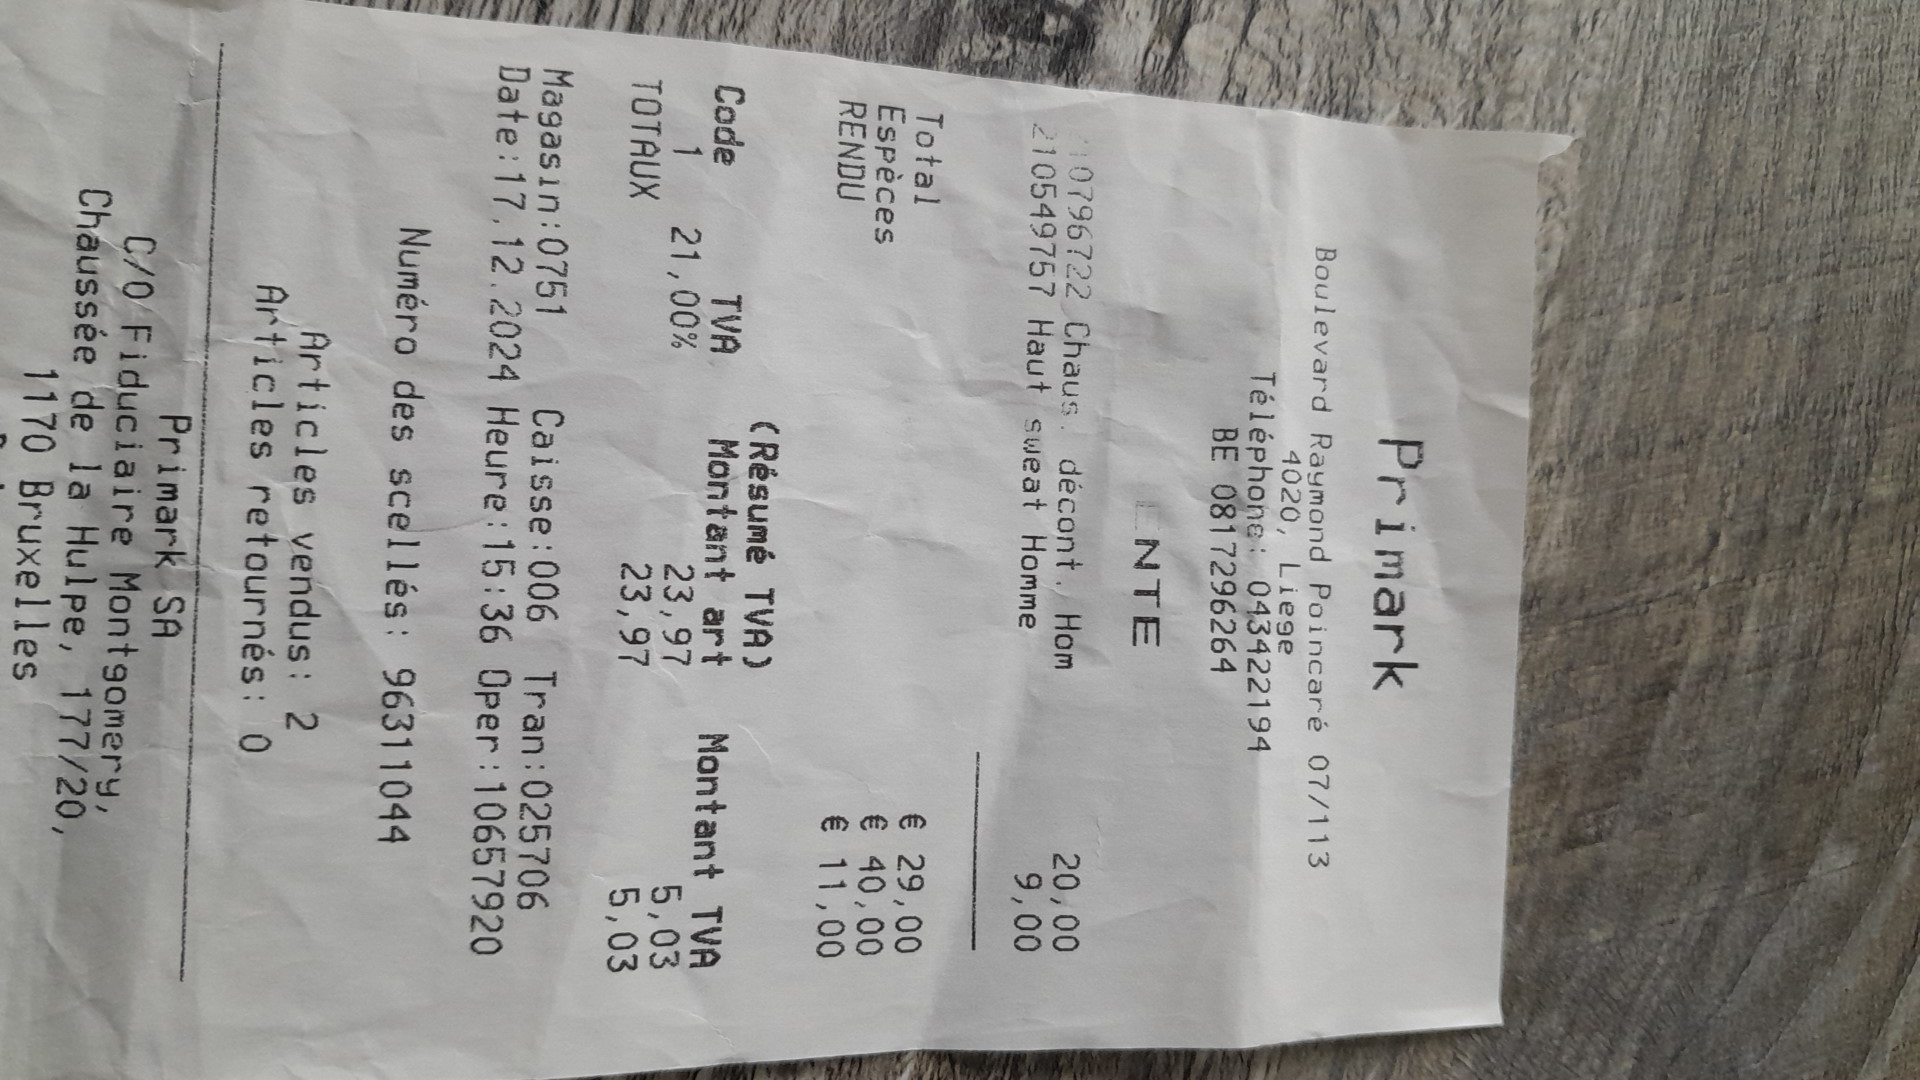 Primark
Boulevard Raymond Poincaré 07/113
4020, Liege
Téléphone: 043422194
BE 0817296264
ENTE
10796722 Chaus. décont. Hom 20,00
210549757 Haut sweat Homme 9,00
Total € 29,00
Espèces € 40,00
RENDU € 11,00
(Résumé TVA)
Code TVA Montant art Montant TVA
1 21,00% 23,97 5,03
TOTAUX 23,97 5,03
Magasin:0751 Caisse:006 Tran:025706
Date:17.12.2024 Heure:15:36 Oper:10657920
Numéro des scellés: 96311044
Articles vendus: 2
Articles retournés: 0
Primark SA
C/O Fiduciaire Montgomery,
Chaussée de la Hulpe, 177/20,
1170 Bruxelles